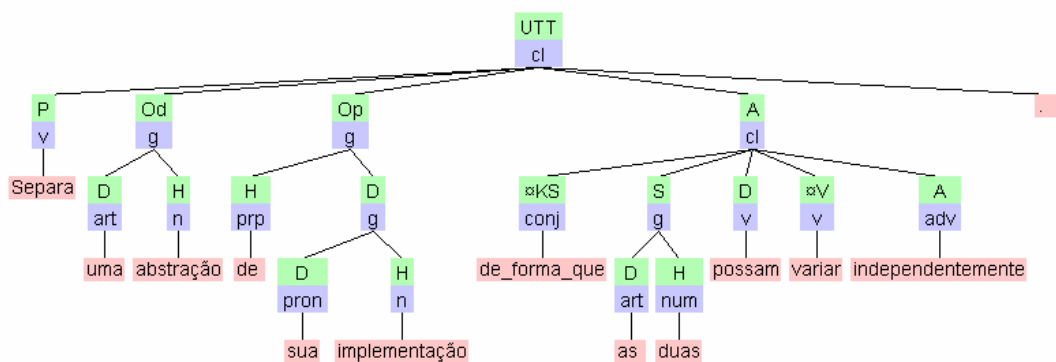 UTT
cl
P Od Op A .
v g g cl
Separa D H H D ¤KS S D ¤V A
art n prp g conj g v v adv
uma abstração de de_forma_que possam variar independentemente
D H D H
pron n art num
sua implementação as duas